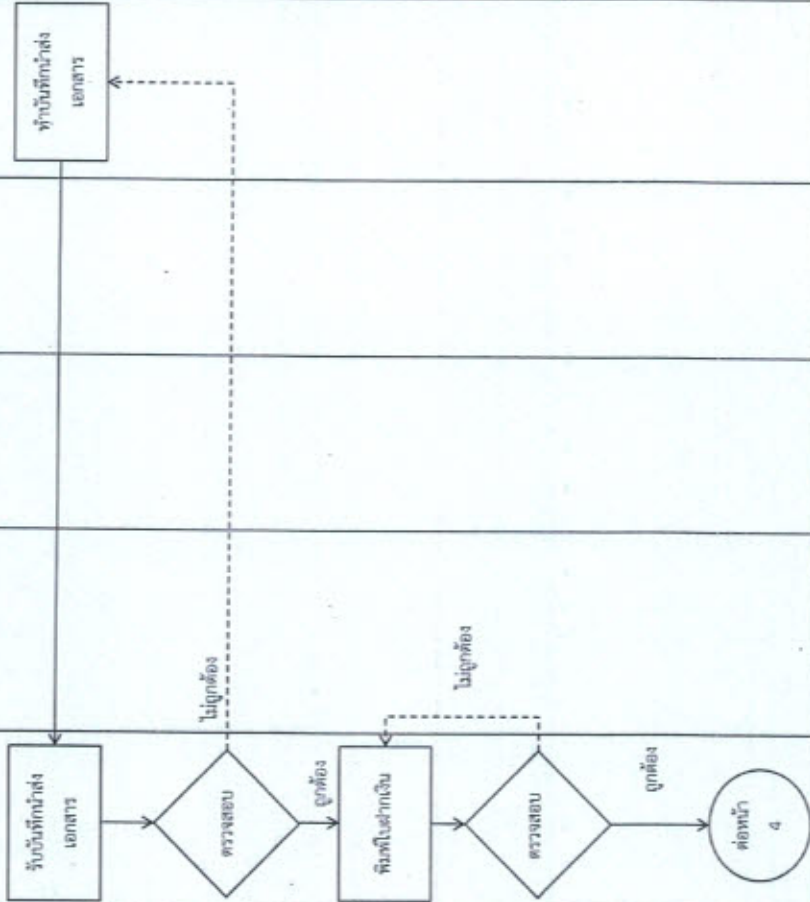 ทำบันทึกนำส่ง
เอกสาร
รับบันทึกนำส่ง
เอกสาร
ตรวจสอบ
ไม่ถูกต้อง
ถูกต้อง
พิมพ์ใบฝากเงิน
ไม่ถูกต้อง
ตรวจสอบ
ถูกต้อง
ต่อหน้า
4